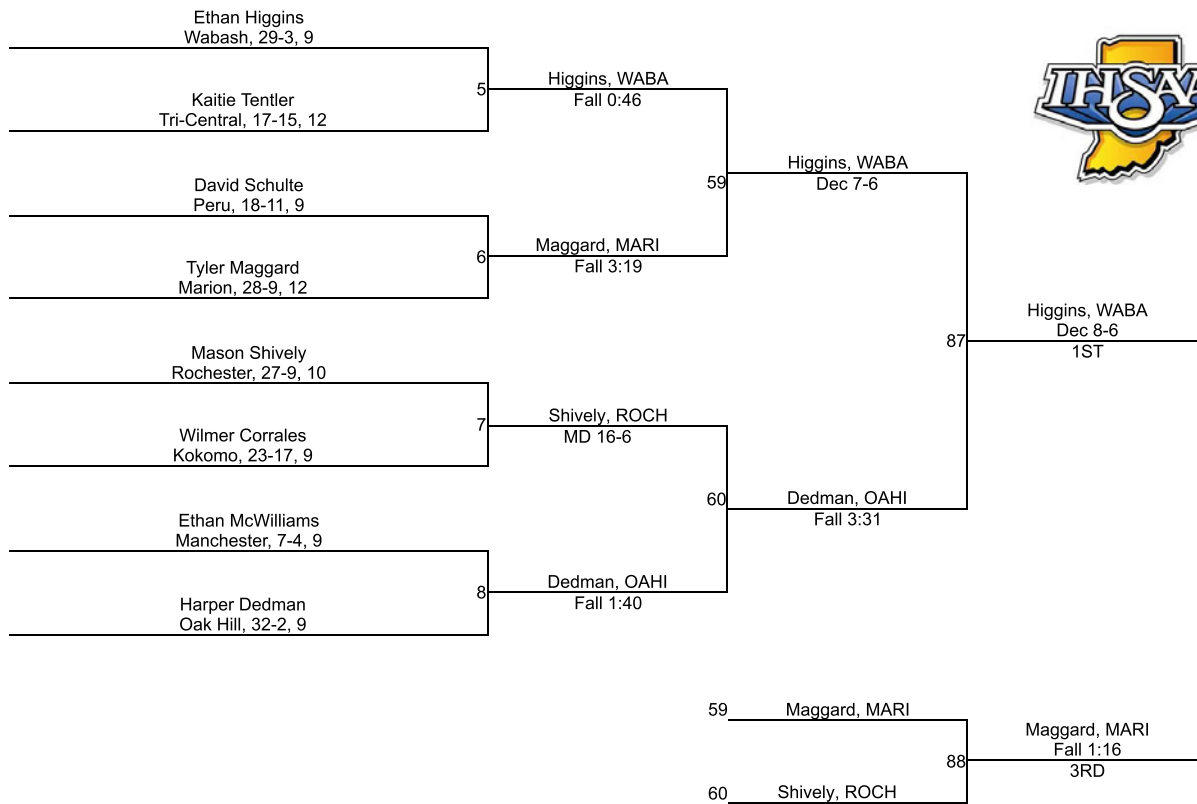 Ethan Higgins
Wabash, 29-3, 9
Kaitie Tentler
Tri-Central, 17-15, 12
David Schulte
Peru, 18-11, 9
Tyler Maggard
Marion, 28-9, 12
Mason Shively
Rochester, 27-9, 10
Wilmer Corrales
Kokomo, 23-17, 9
Ethan McWilliams
Manchester, 7-4, 9
Harper Dedman
Oak Hill, 32-2, 9
5
Higgins, WABA
Fall 0:46
6
Maggard, MARI
Fall 3:19
7
Shively, ROCH
MD 16-6
8
Dedman, OAHI
Fall 1:40
59
Higgins, WABA
Dec 7-6
60
Dedman, OAHI
Fall 3:31
87
Higgins, WABA
Dec 8-6
1ST
59
Maggard, MARI
60
Shively, ROCH
88
Maggard, MARI
Fall 1:16
3RD
IHSAA